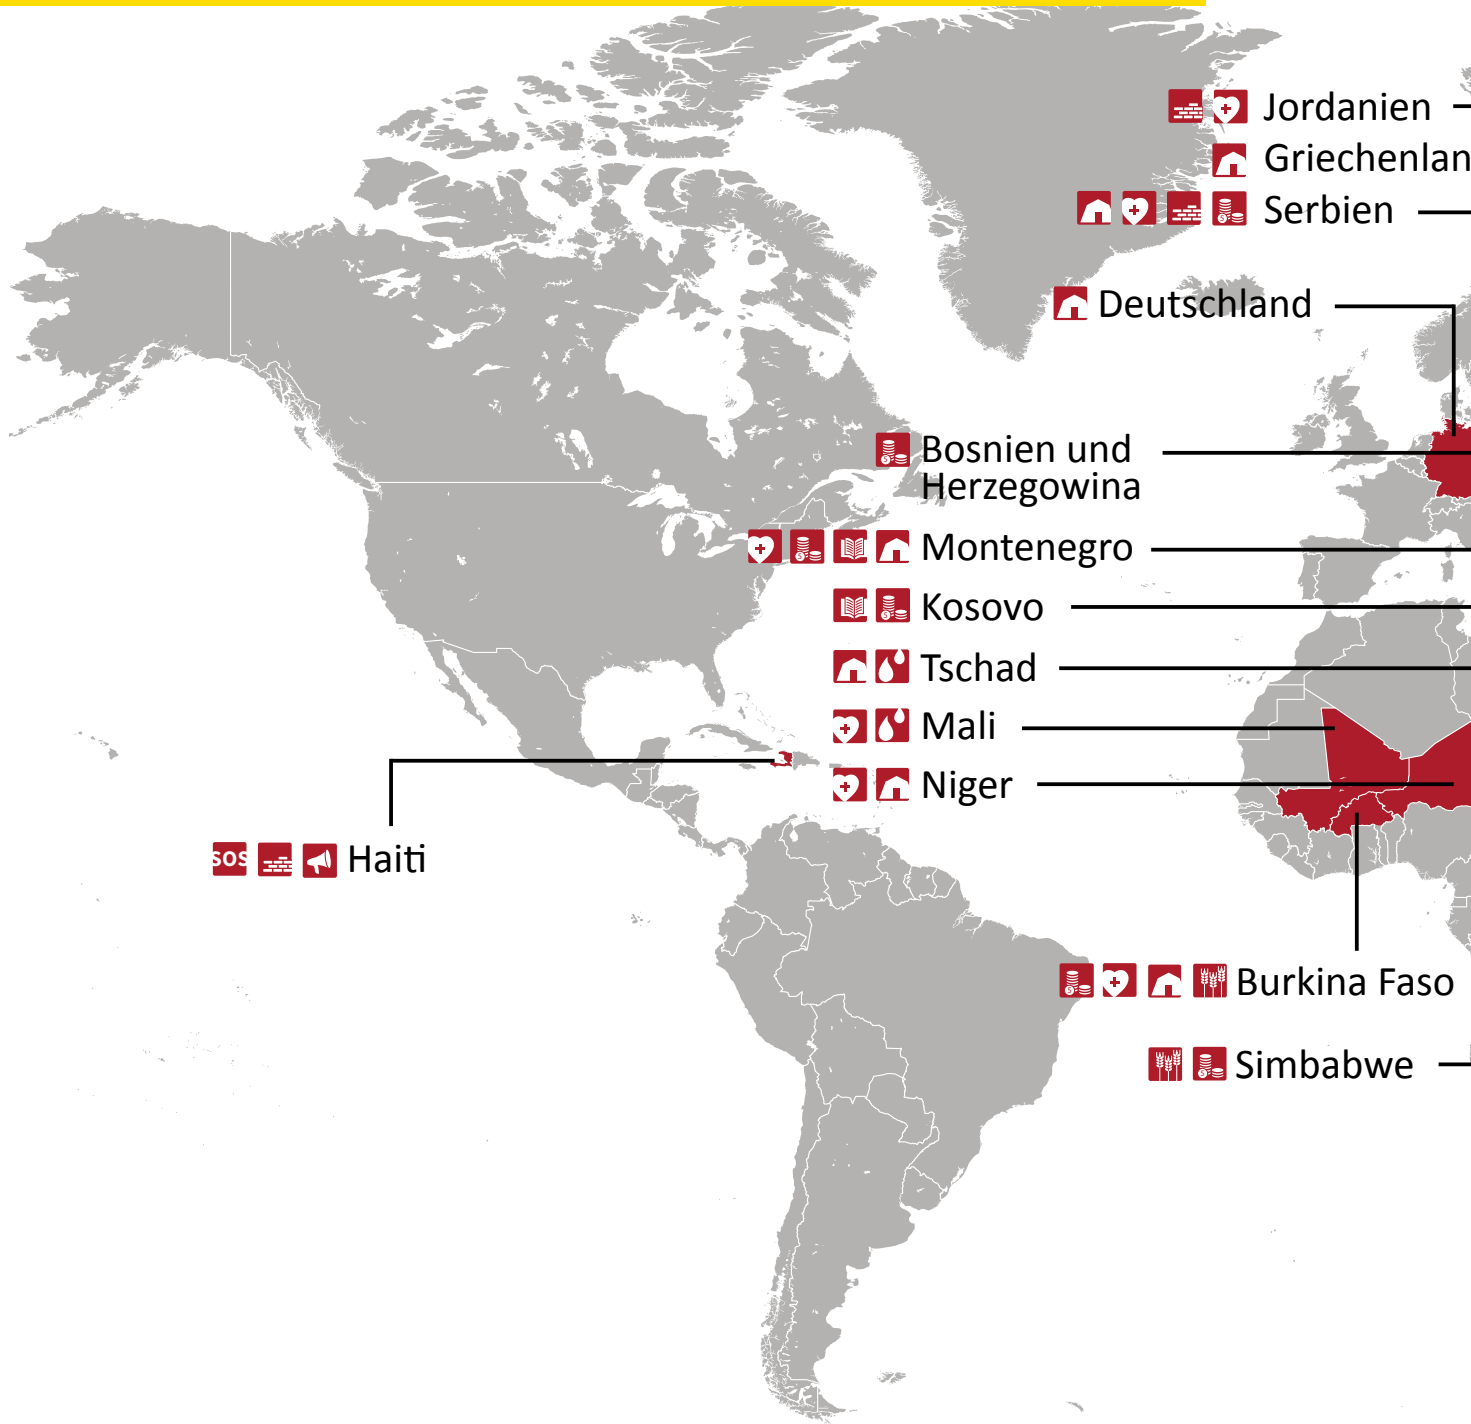 Jordanien
Griechenlan
Serbien
Deutschland
Bosnien und
Herzegowina
Montenegro
Kosovo
Tschad
Mali
Niger
SOS Haiti
Burkina Faso
Simbabwe